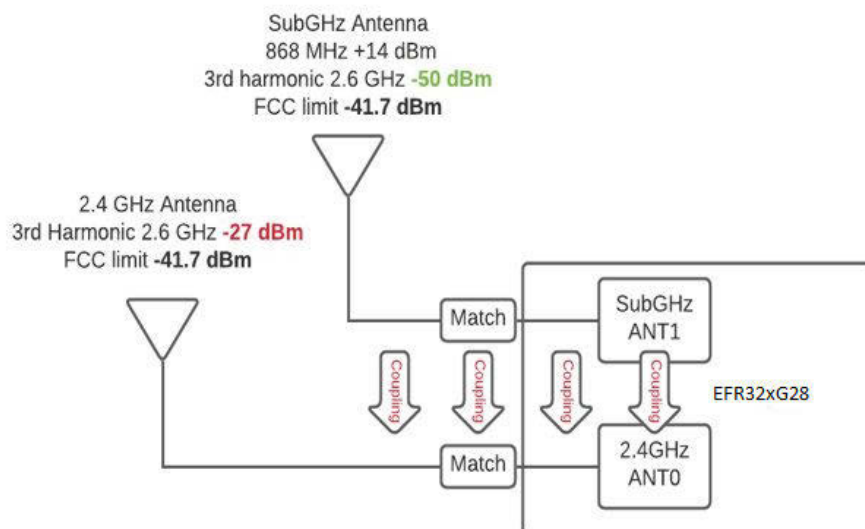 SubGHz Antenna
868 MHz +14 dBm
3rd harmonic 2.6 GHz -50 dBm
FCC limit -41.7 dBm
2.4 GHz Antenna
3rd Harmonic 2.6 GHz -27 dBm
FCC limit -41.7 dBm
Match
SubGHz
ANT1
Coupling
Coupling
Coupling
Coupling
EFR32xG28
Match
2.4GHz
ANT0